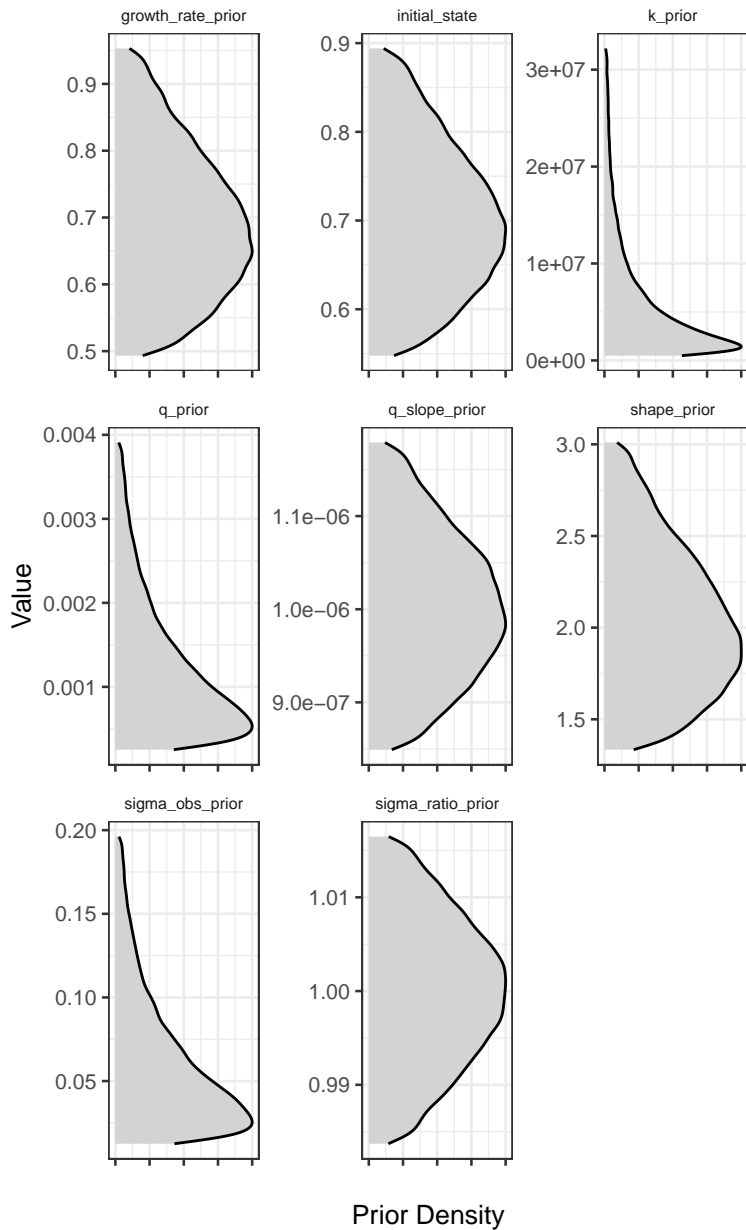 growth_rate_prior initial_state k_prior
0.9
0.8
0.7
0.6
0.5
0.9
0.8
0.7
0.6
3e+07
2e+07
1e+07
0e+00
q_prior q_slope_prior shape_prior
0.004
0.003
0.002
0.001
1.1e−06
1.0e−06
9.0e−07
3.0
2.5
2.0
1.5
Value
sigma_obs_prior sigma_ratio_prior
0.20
0.15
0.10
0.05
1.01
1.00
0.99
Prior Density